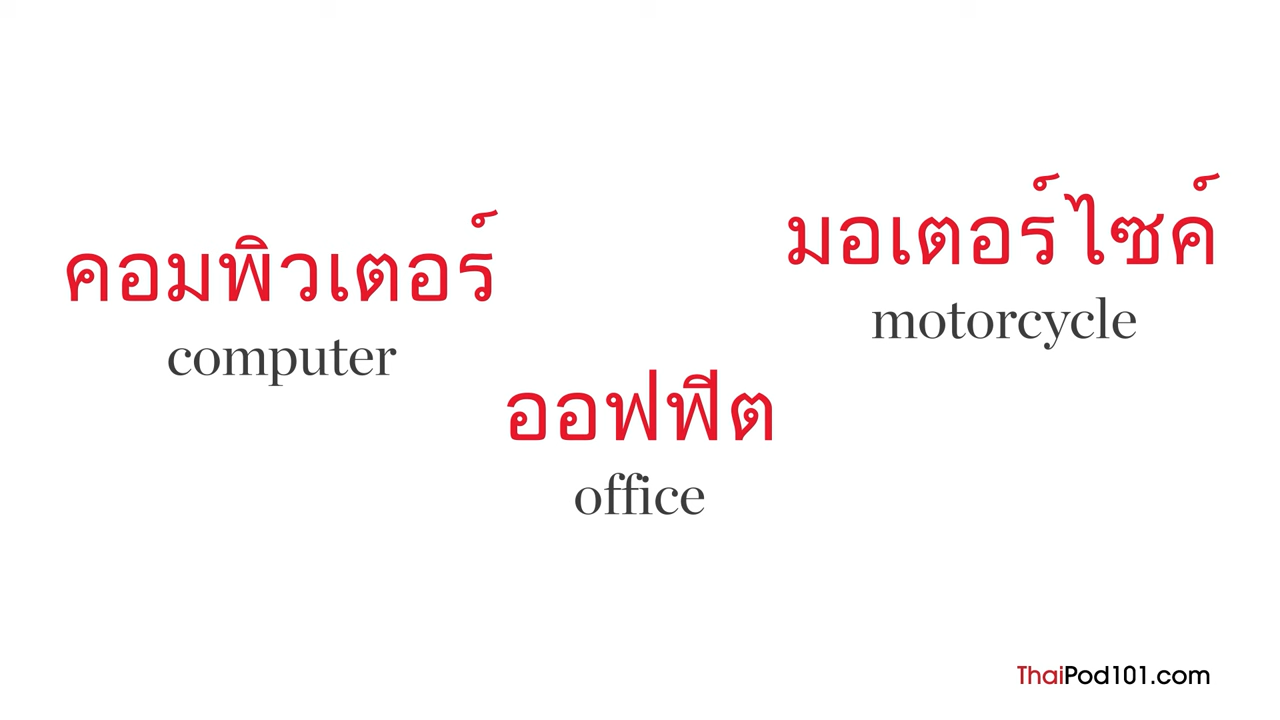 คอมพิวเตอร์
computer
มอเตอร์ไซค์
motorcycle
ออฟฟีต
office
ThaiPod101.com